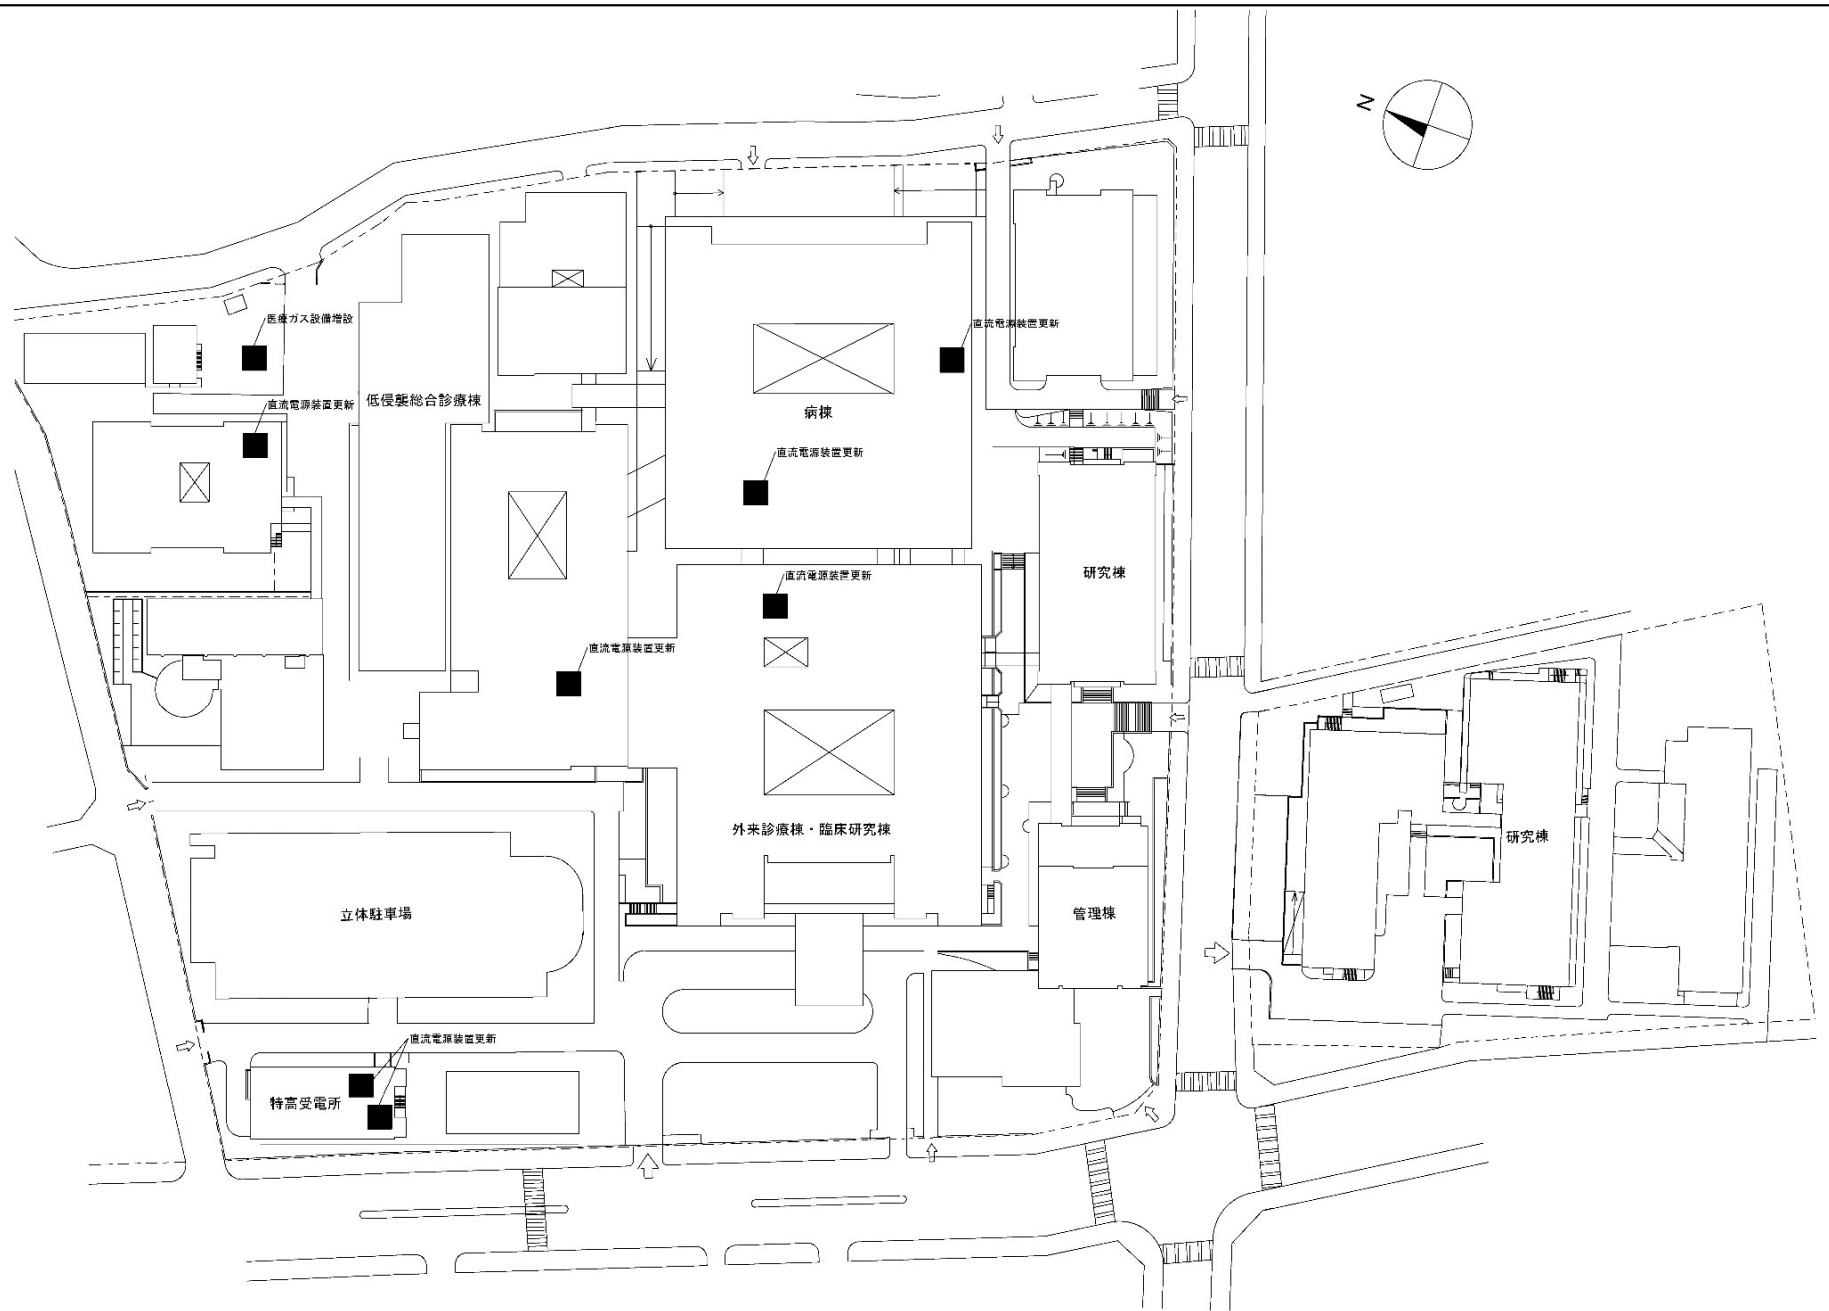 N
医療ガス設備増設
直流電源装置更新
直流電源装置更新
低侵襲総合診療棟
病棟
直流電源装置更新
研究棟
直流電源装置更新
直流電源装置更新
外来診療棟・臨床研究棟
研究棟
立体駐車場
管理棟
直流電源装置更新
特高受電所